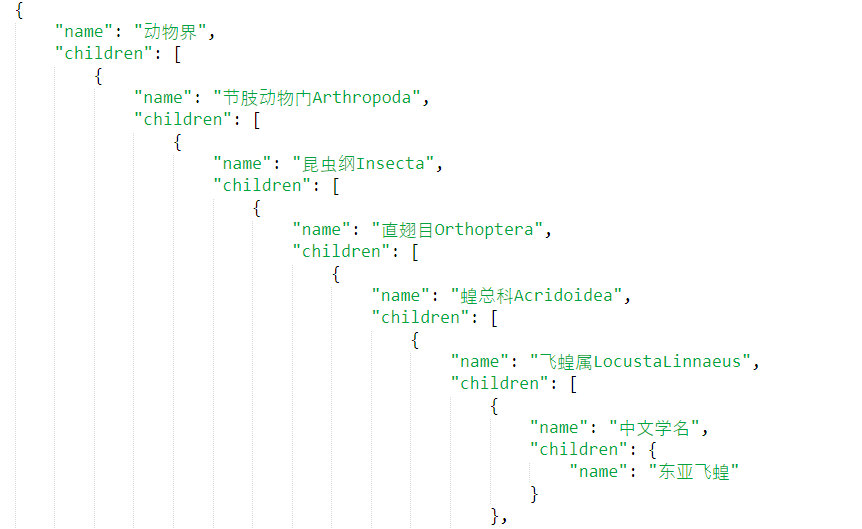 {
"name": "动物界",
"children": [
{
"name": "节肢动物门Arthropoda",
"children": [
{
"name": "昆虫纲Insecta",
"children": [
{
"name": "直翅目Orthoptera",
"children": [
{
"name": "蝗总科Acridoidea",
"children": [
{
"name": "飞蝗属LocustaLinnaeus",
"children": [
{
"name": "中文学名",
"children": {
"name": "东亚飞蝗"
}
},